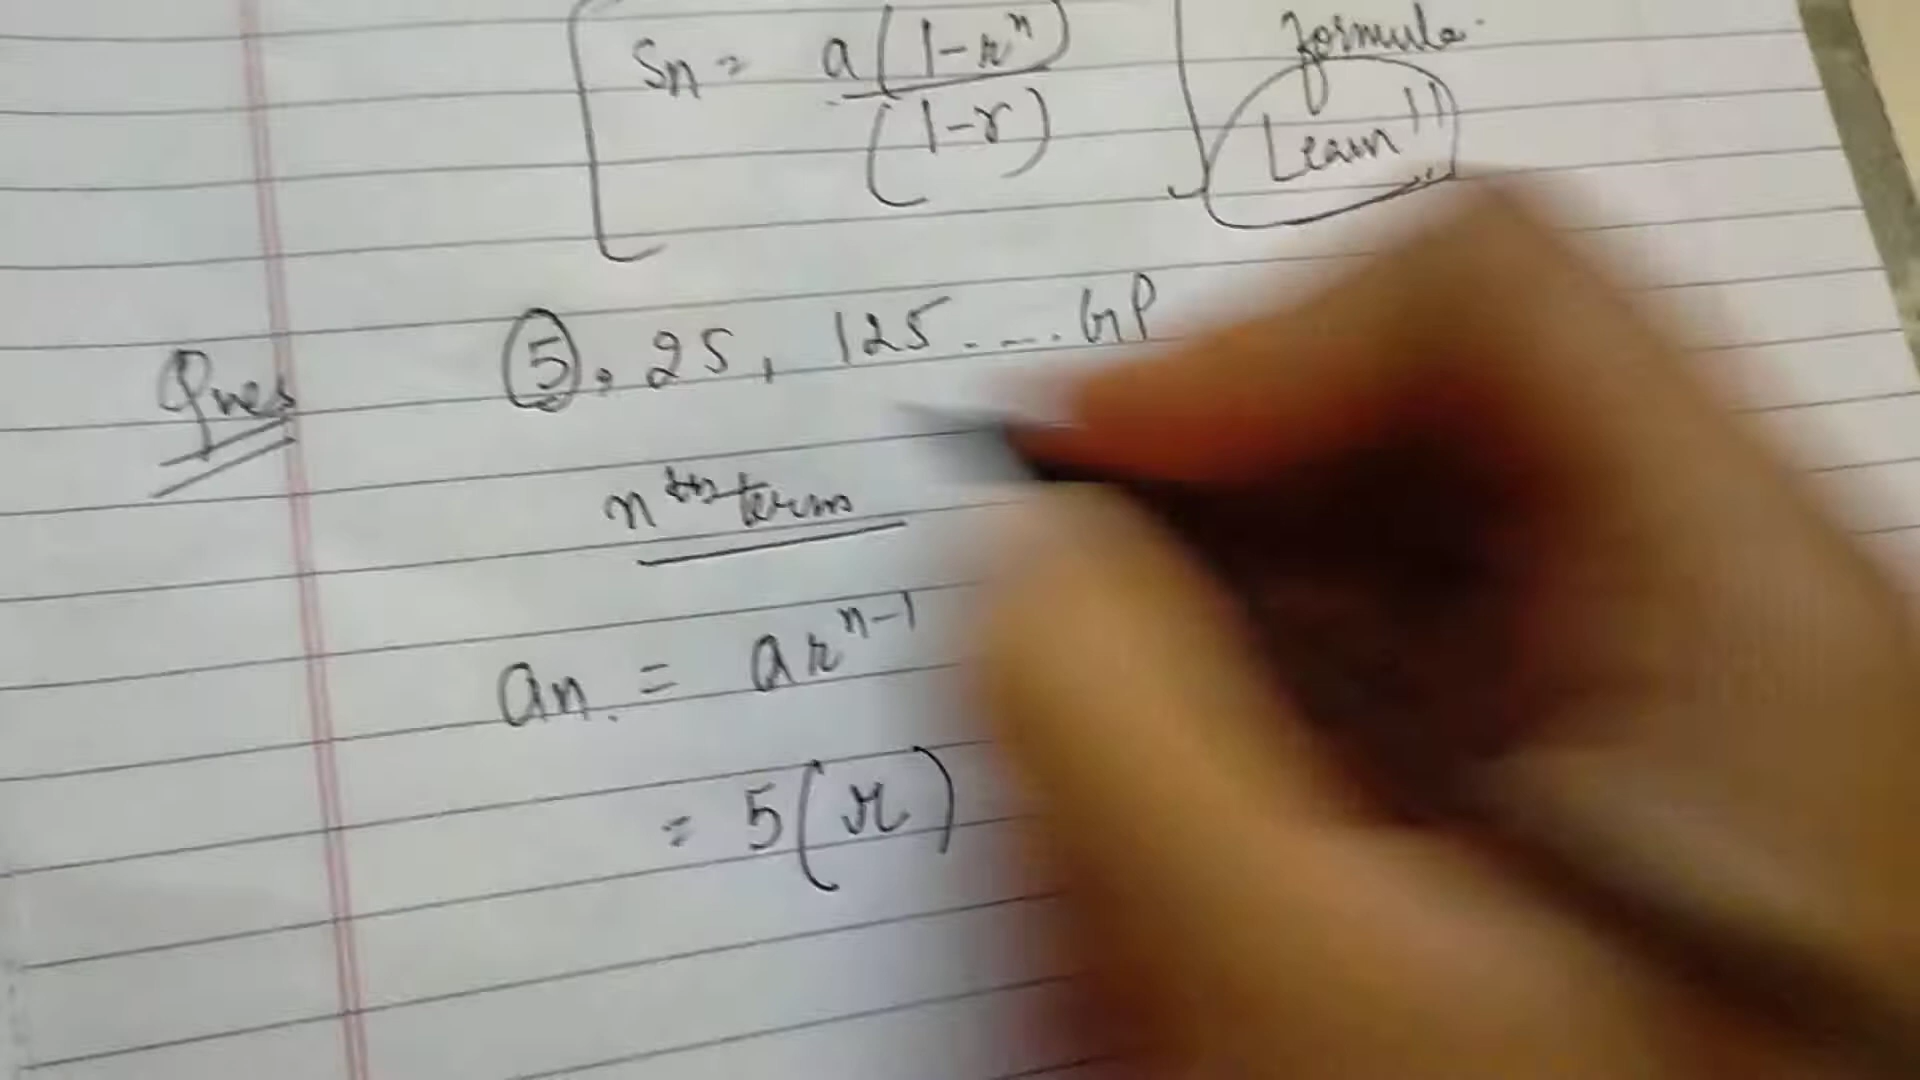 Sn = a(1-r^n)/(1-r)
formula.
Learn!!
Ques 5, 25, 125.... GP
n^th term
an. = ar^n-1
= 5(r)